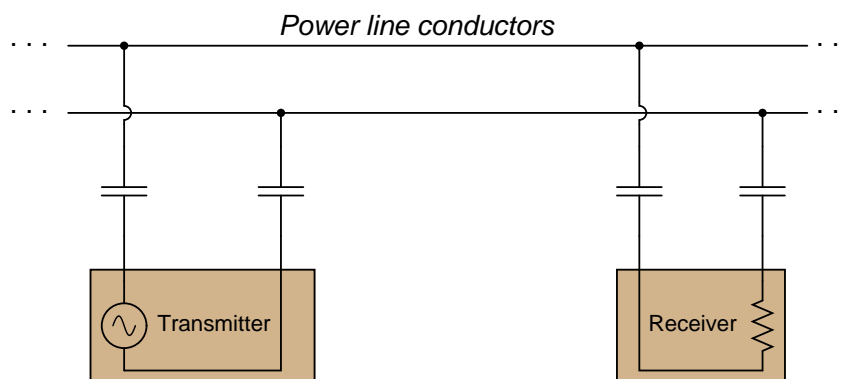 Power line conductors
. . .
. .
. . .
. .
Transmitter
Receiver